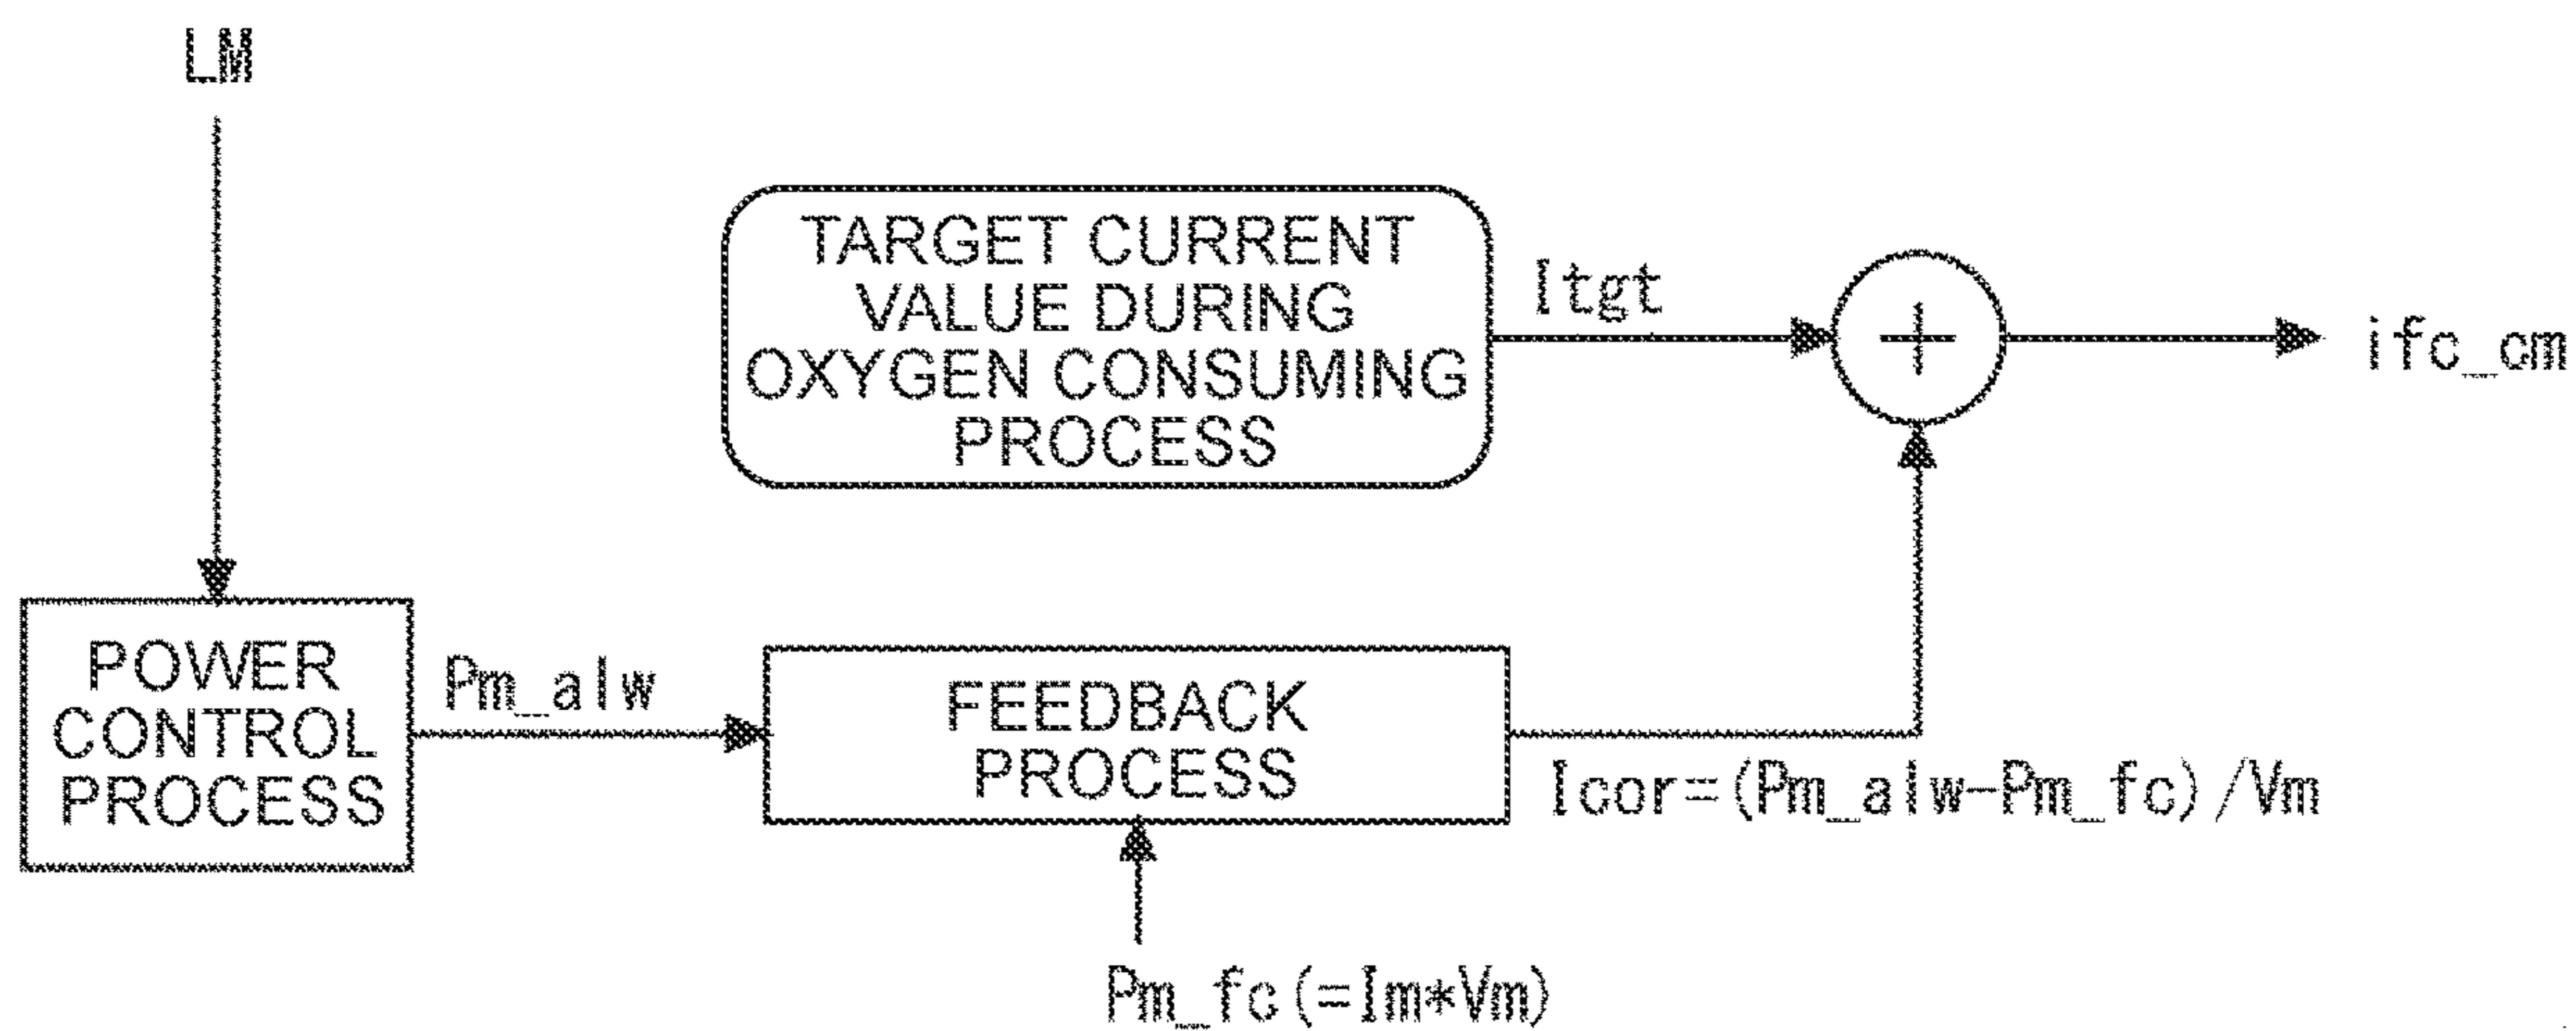 LM
TARGET CURRENT
VALUE DURING
OXYGEN CONSUMING
PROCESS
Itgt
+
ifc_cm
POWER
CONTROL
PROCESS
Pm_alw
FEEDBACK
PROCESS
Icor=(Pm_alw-Pm_fc)/Vm
Pm_fc(=Im*Vm)